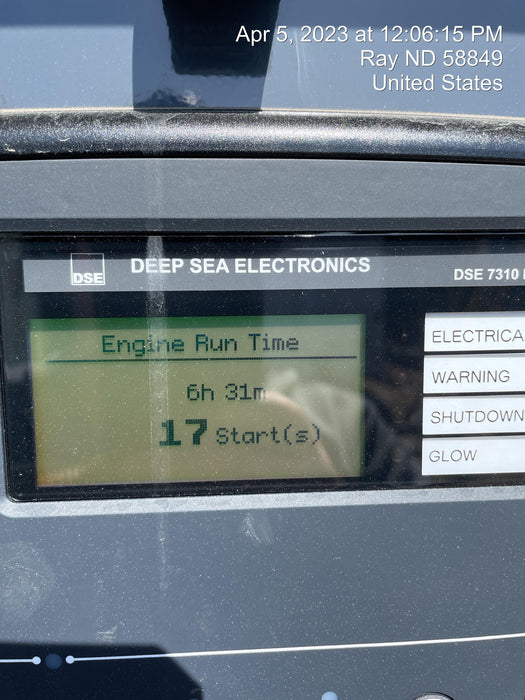 Apr 5, 2023 at 12:06:15 PM
Ray ND 58849
United States
DSE
DEEP SEA ELECTRONICS
DSE 7310
Engine Run Time
6h 31m
17 Start(s)
ELECTRICA
WARNING
SHUTDOWN
GLOW